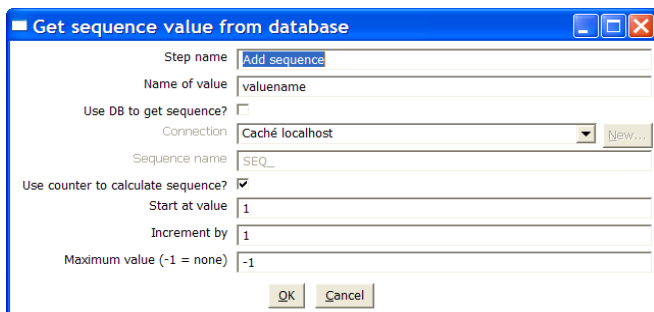 Get sequence value from database
Step name Add sequence
Name of value valuename
Use DB to get sequence?
Connection Caché localhost New...
Sequence name SEQ_
Use counter to calculate sequence?
Start at value 1
Increment by 1
Maximum value (-1 = none) -1
OK Cancel